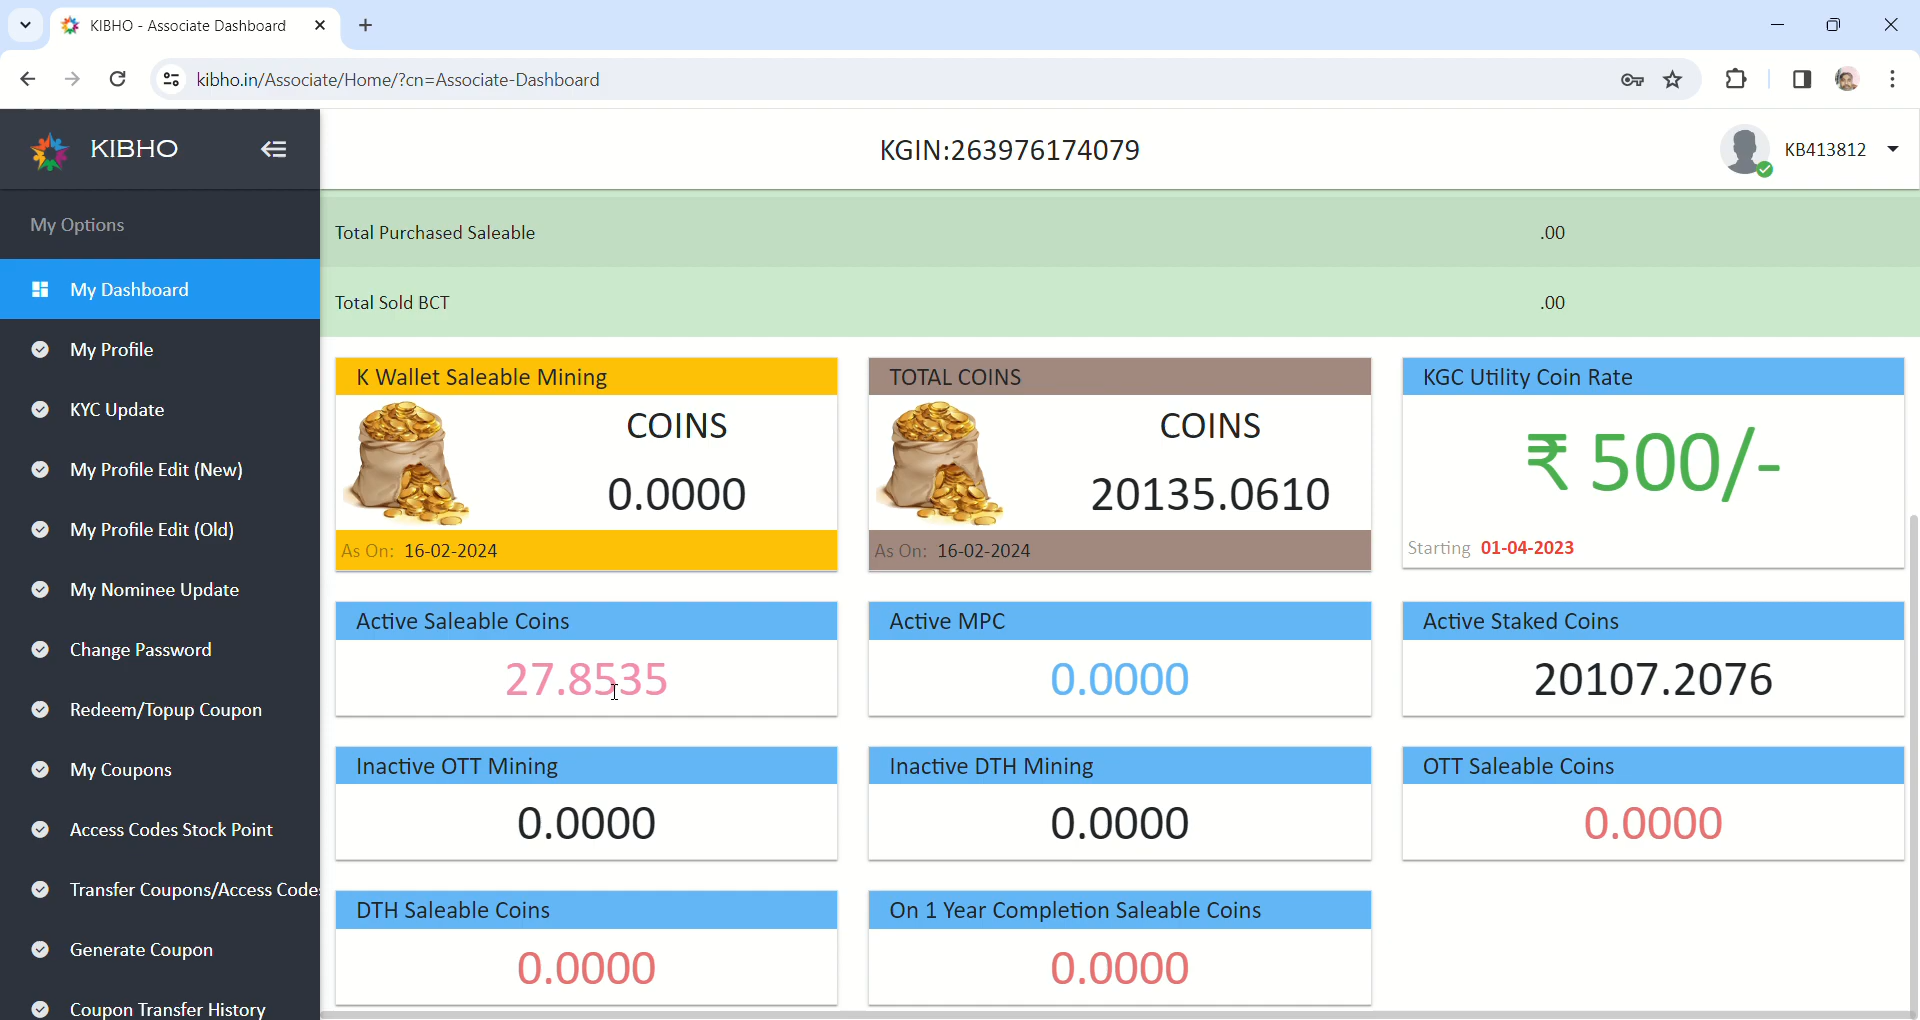 KIBHO - Associate Dashboard
kibho.in/Associate/Home/?cn=Associate-Dashboard
KIBHO
KGIN:263976174079
KB413812
My Options
My Dashboard
My Profile
KYC Update
My Profile Edit (New)
My Profile Edit (Old)
My Nominee Update
Change Password
Redeem/Topup Coupon
My Coupons
Access Codes Stock Point
Transfer Coupons/Access Codes
Generate Coupon
Coupon Transfer History
Total Purchased Saleable .00
Total Sold BCT .00
K Wallet Saleable Mining
COINS
0.0000
As On: 16-02-2024
TOTAL COINS
COINS
20135.0610
As On: 16-02-2024
KGC Utility Coin Rate
₹ 500/-
Starting 01-04-2023
Active Saleable Coins
27.8535
Active MPC
0.0000
Active Staked Coins
20107.2076
Inactive OTT Mining
0.0000
Inactive DTH Mining
0.0000
OTT Saleable Coins
0.0000
DTH Saleable Coins
0.0000
On 1 Year Completion Saleable Coins
0.0000